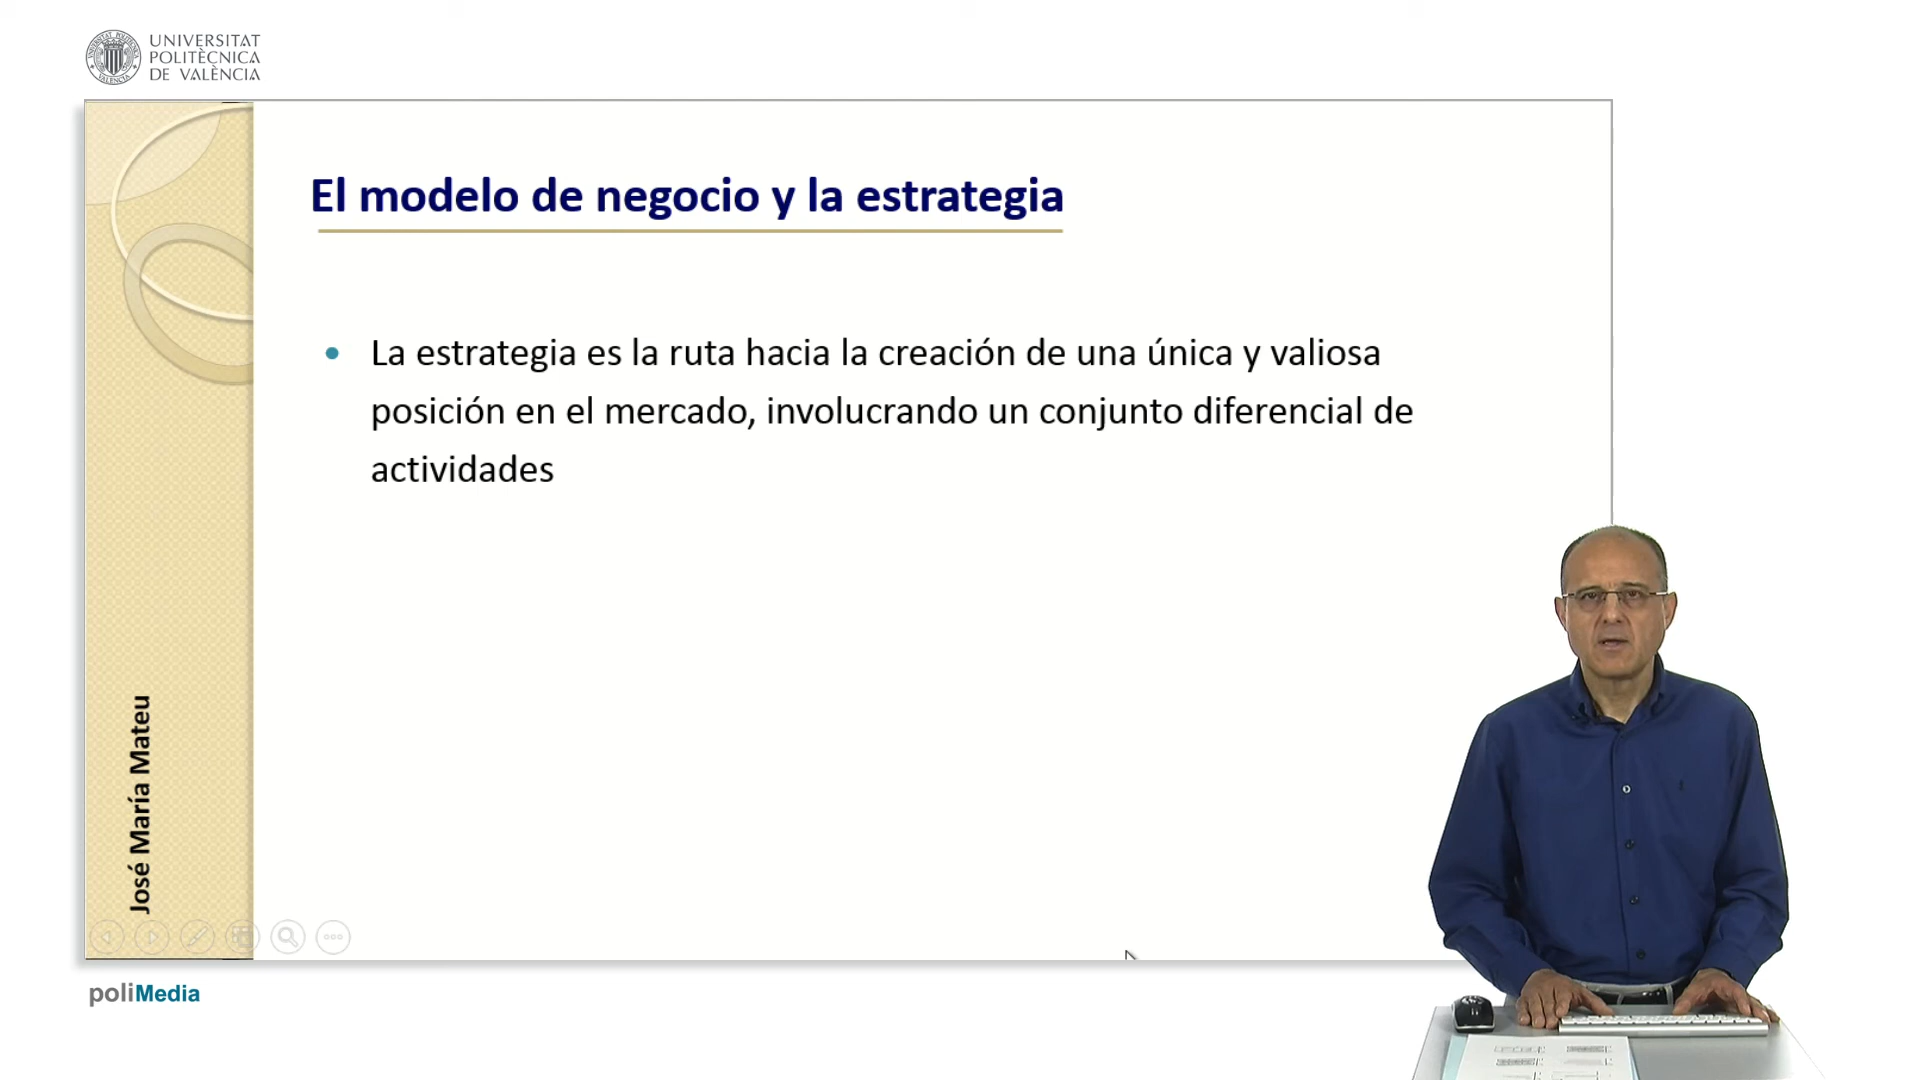 UNIVERSITAT
POLITÈCNICA
DE VALÈNCIA
El modelo de negocio y la estrategia
La estrategia es la ruta hacia la creación de una única y valiosa
posición en el mercado, involucrando un conjunto diferencial de
actividades
José María Mateu
poliMedia